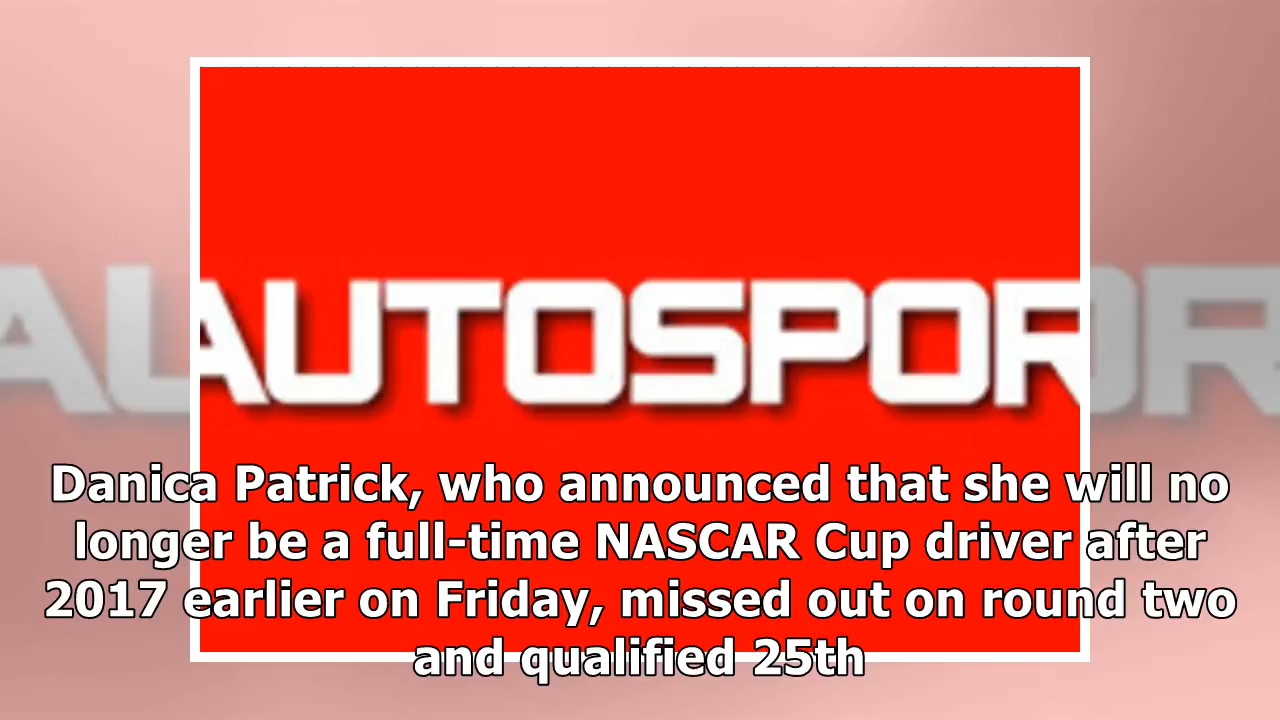 AUTOSPOR
Danica Patrick, who announced that she will no
longer be a full-time NASCAR Cup driver after
2017 earlier on Friday, missed out on round two
and qualified 25th